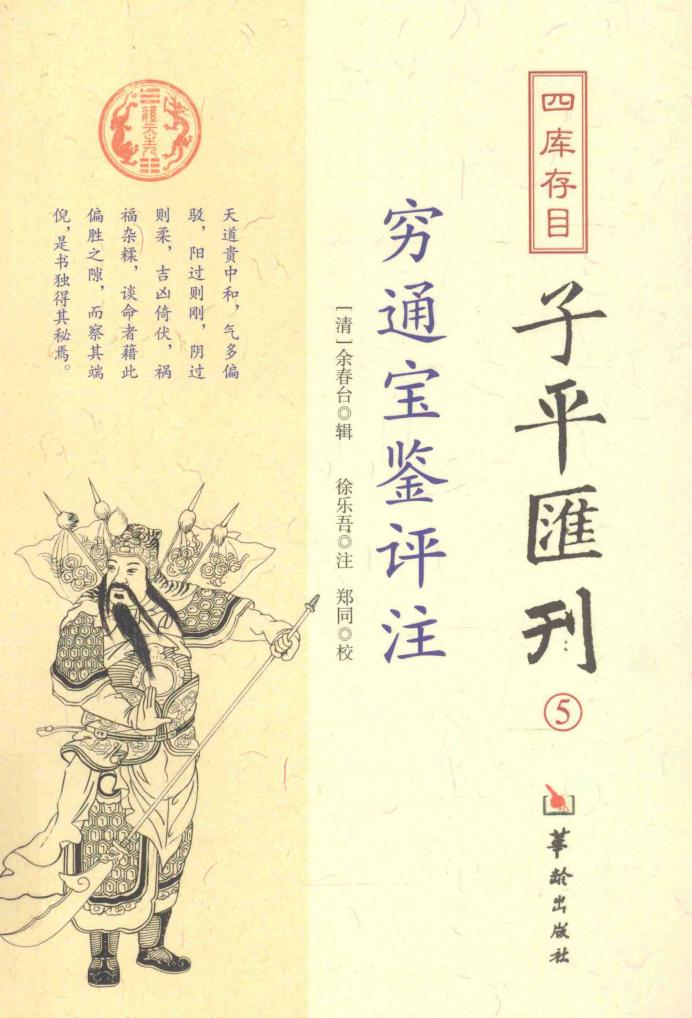 四库存目
子平匯刊
⑤
華龄出版社
穷通宝鉴评注
[清]余春台◎辑 徐乐吾◎注 郑同◎校
天道贵中和，气多偏
驳，阳过则刚，阴过
则柔，吉凶倚伏，祸
福杂糅，谈命者藉此
偏胜之隙，而察其端
倪，是书独得其秘焉。